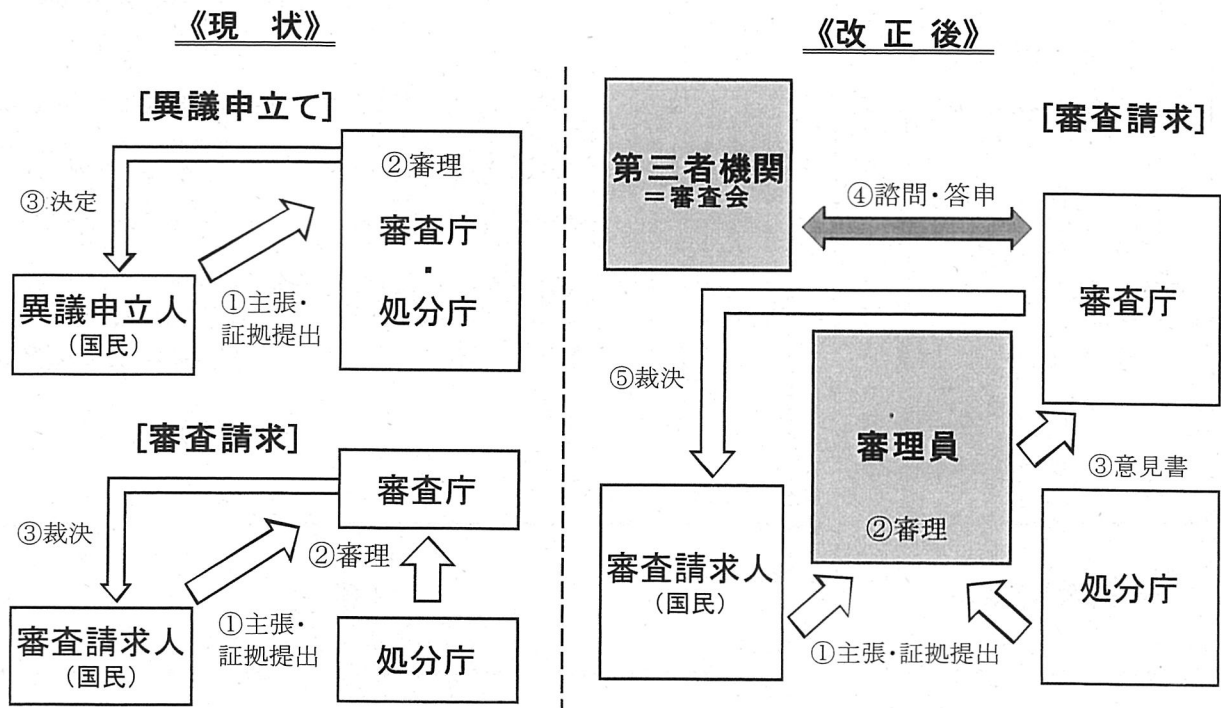 《現　状》
[異議申立て]
②審理
③決定
審査庁
・
処分庁
異議申立人
(国民)
①主張・
証拠提出
[審査請求]
審査庁
③裁決
②審理
審査請求人
(国民)
①主張・
証拠提出
処分庁
《改 正 後》
[審査請求]
第三者機関
＝審査会
④諮問・答申
審査庁
⑤裁決
審理員
②審理
③意見書
審査請求人
(国民)
処分庁
①主張・証拠提出